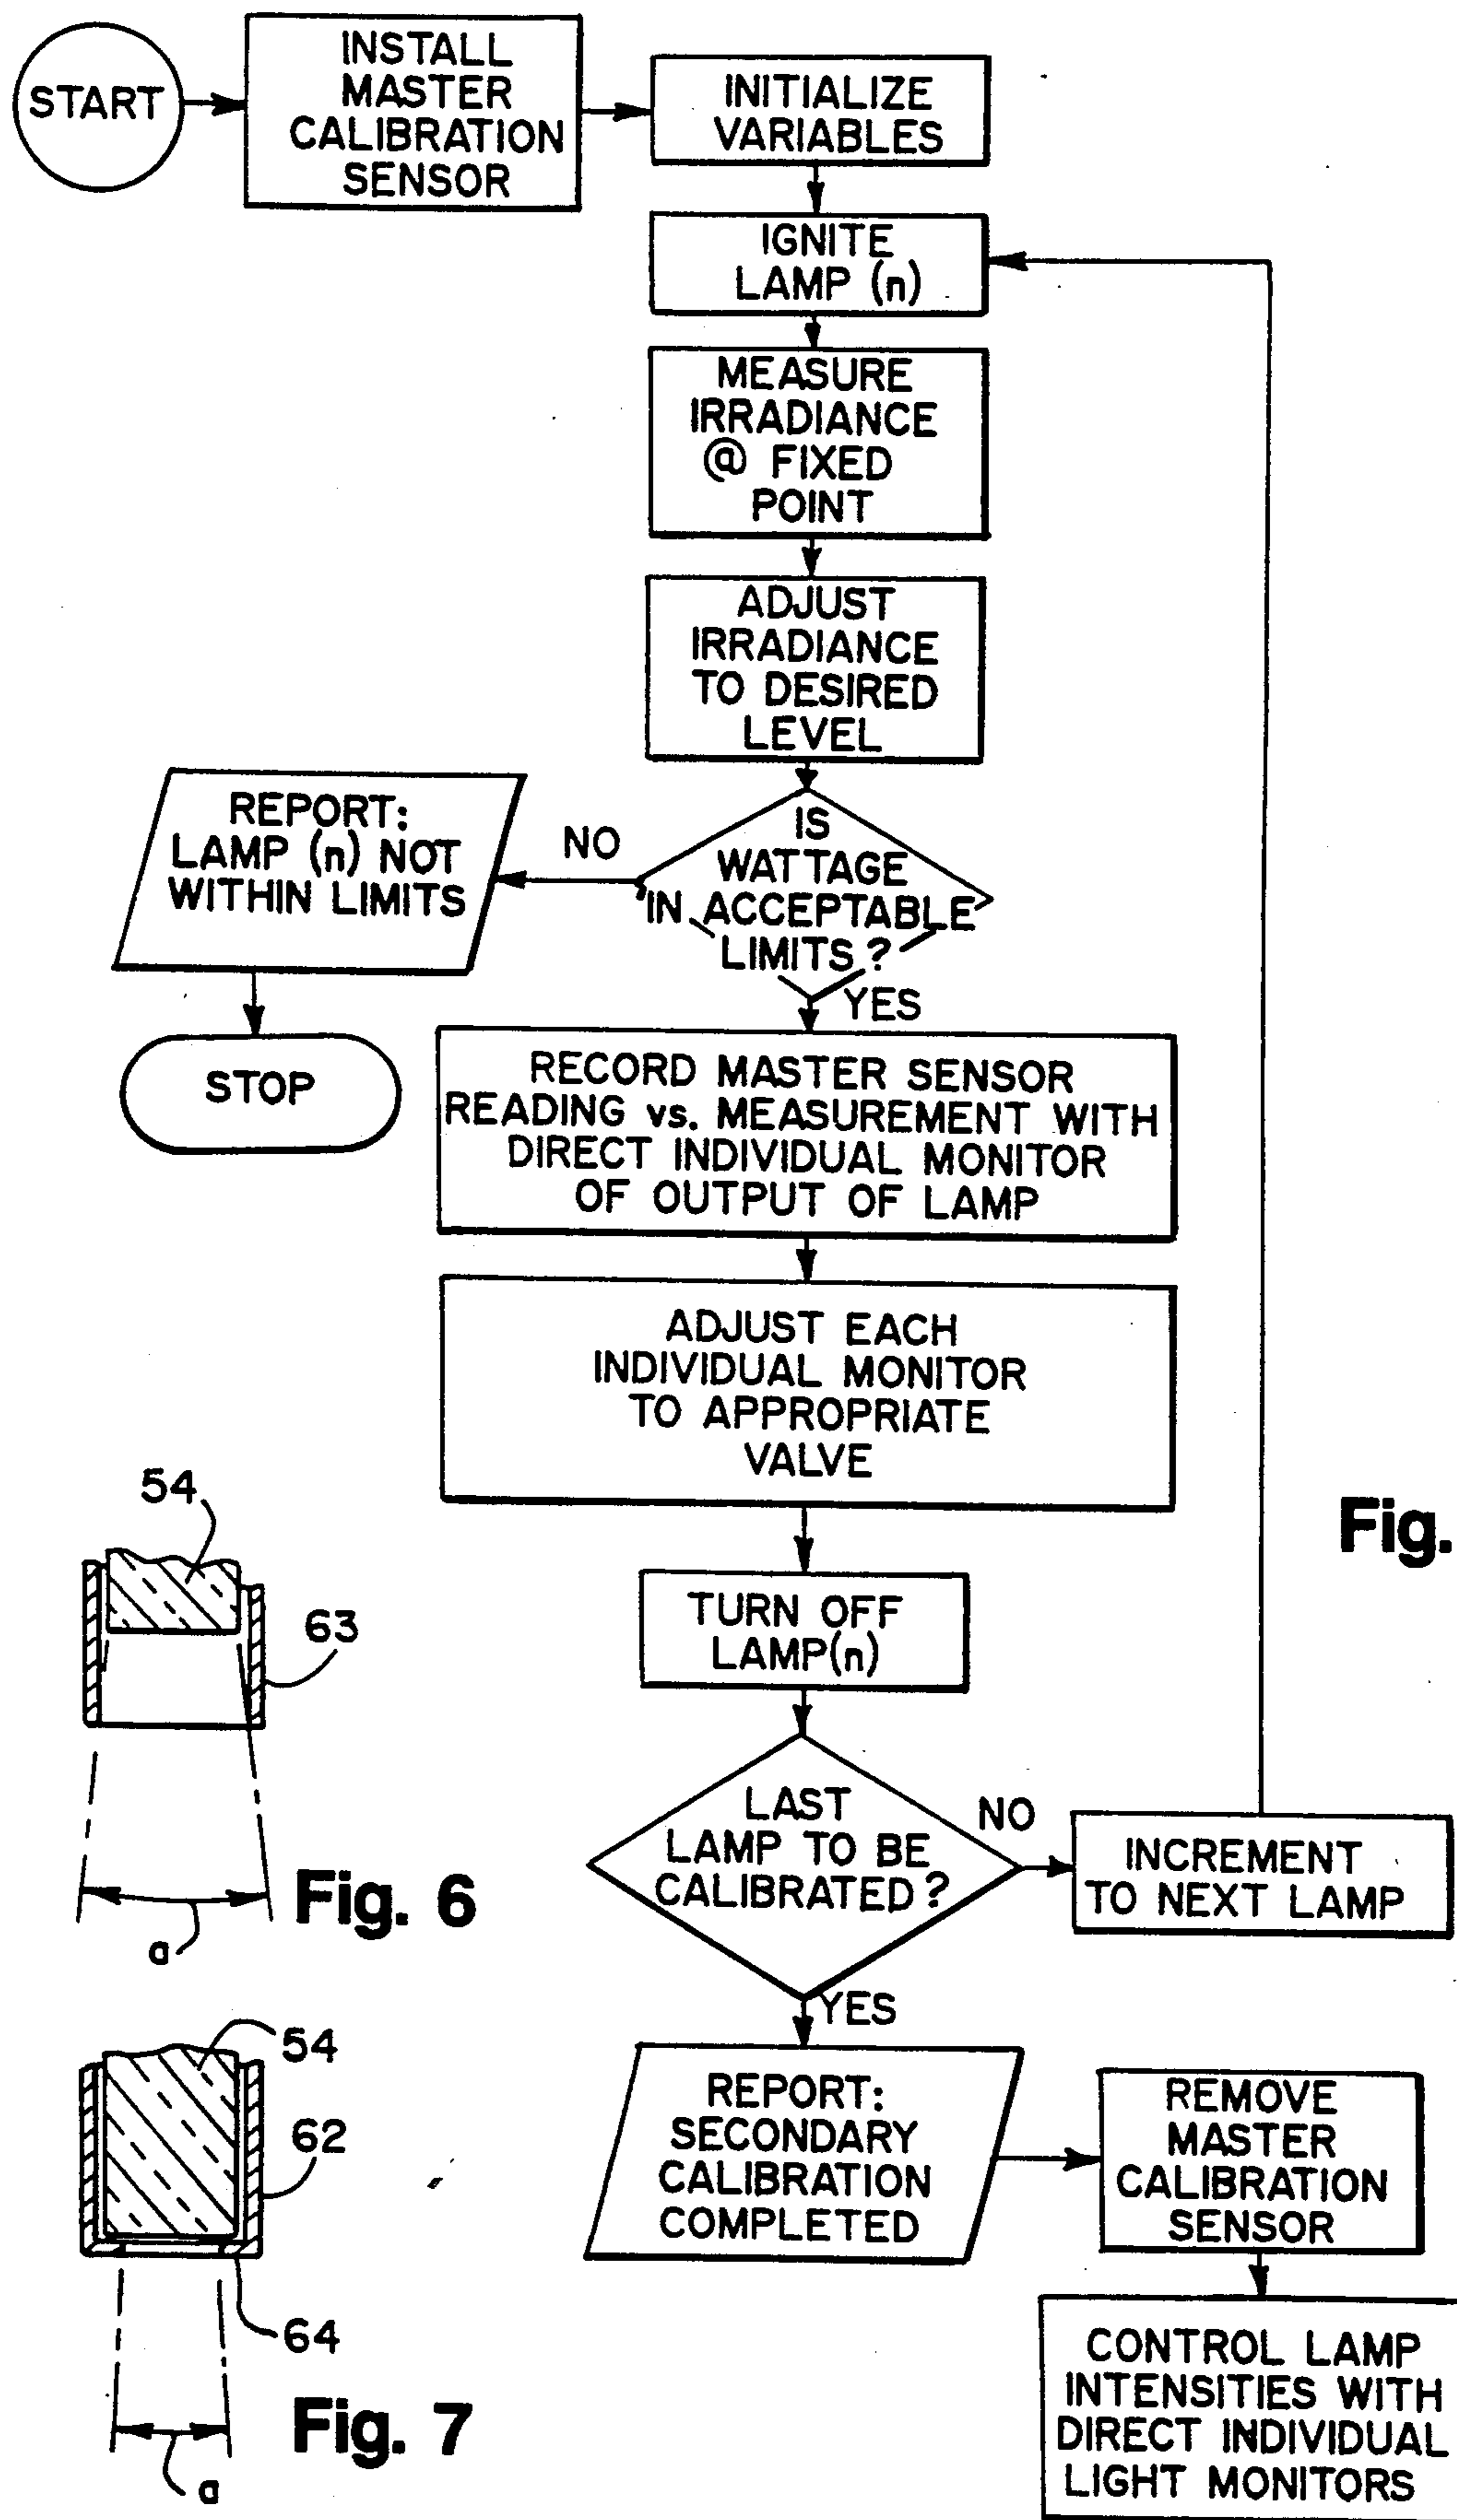 START
INSTALL
MASTER
CALIBRATION
SENSOR
INITIALIZE
VARIABLES
IGNITE
LAMP (n)
MEASURE
IRRADIANCE
@ FIXED
POINT
ADJUST
IRRADIANCE
TO DESIRED
LEVEL
IS
WATTAGE
IN ACCEPTABLE
LIMITS?
NO
REPORT:
LAMP (n) NOT
WITHIN LIMITS
STOP
YES
RECORD MASTER SENSOR
READING vs. MEASUREMENT WITH
DIRECT INDIVIDUAL MONITOR
OF OUTPUT OF LAMP
ADJUST EACH
INDIVIDUAL MONITOR
TO APPROPRIATE
VALVE
TURN OFF
LAMP(n)
LAST
LAMP TO BE
CALIBRATED?
NO
INCREMENT
TO NEXT LAMP
YES
REPORT:
SECONDARY
CALIBRATION
COMPLETED
REMOVE
MASTER
CALIBRATION
SENSOR
CONTROL LAMP
INTENSITIES WITH
DIRECT INDIVIDUAL
LIGHT MONITORS
Fig.
54
63
a
Fig. 6
54
62
64
a
Fig. 7